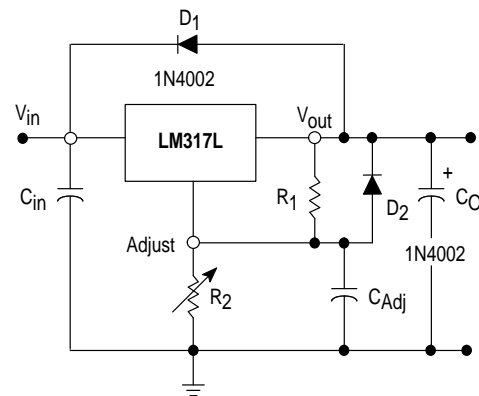 D1
1N4002
Vin
LM317L
Vout
Cin
R1
D2
+
CO
Adjust
1N4002
R2
CAdj